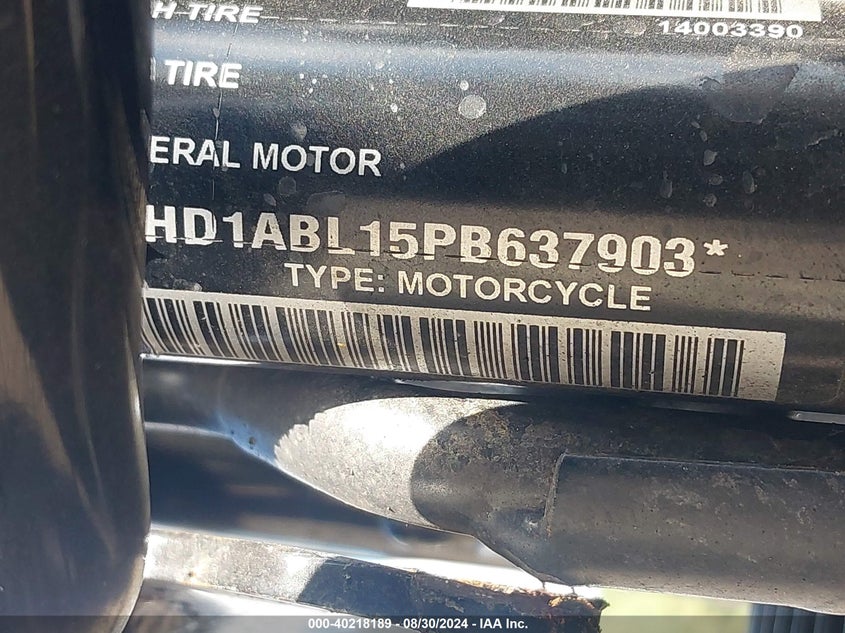 H TIRE
14003390
TIRE
ERAL MOTOR
HD1ABL15PB637903*
TYPE: MOTORCYCLE
000-40218189 - 08/30/2024 - IAA Inc.